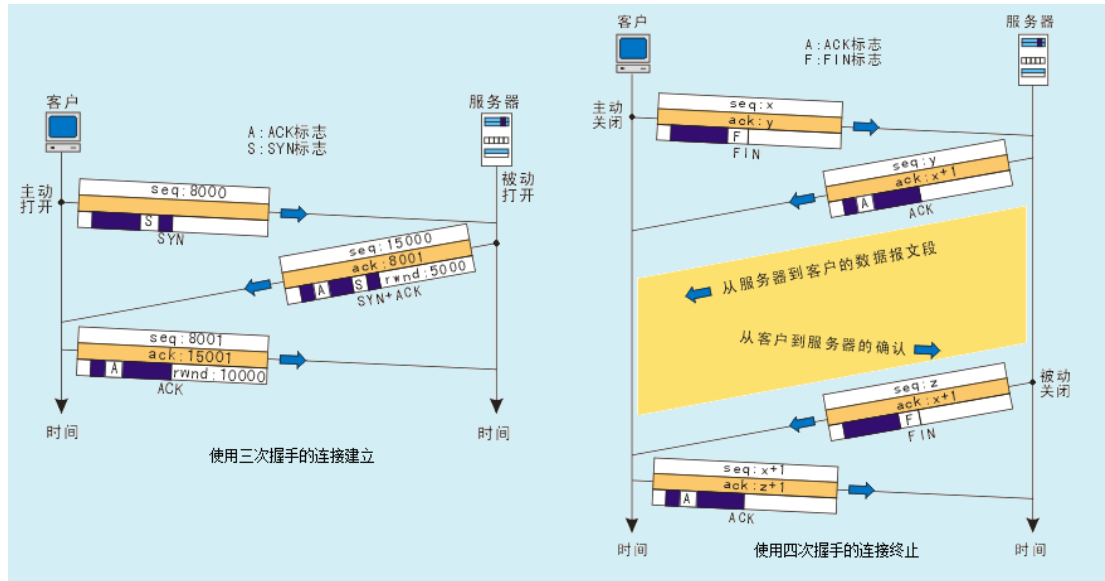 客户
服务器
A:ACK标志
S:SYN标志
主动
打开
被动
打开
seq:8000
S
SYN
seq:15000
ack:8001
A
S
rwnd:5000
SYN+ACK
seq:8001
ack:15001
A
rwnd:10000
ACK
时间
时间
使用三次握手的连接建立
客户
服务器
A:ACK标志
F:FIN标志
主动
关闭
seq:x
ack:y
F
FIN
seq:y
ack:x+1
A
ACK
从服务器到客户的数据报文段
从客户到服务器的确认
被动
关闭
seq:z
ack:x+1
F
FIN
seq:x+1
ack:z+1
A
ACK
时间
时间
使用四次握手的连接终止